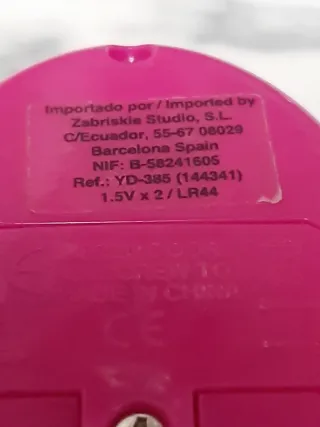 Importado por / Imported by
Zabriskie Studio, S.L.
C/Ecuador, 55-67 08029
Barcelona Spain
NIF: B-58241605
Ref.: YD-385 (144341)
1.5V x 2 / LR44
CE